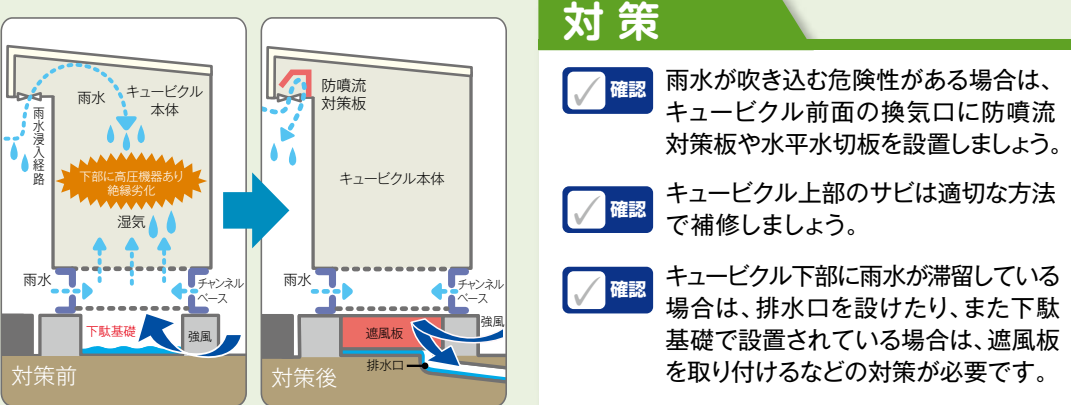 雨水
キュービクル
本体
雨水浸入経路
下部に高圧機器あり
絶縁劣化
湿気
雨水
チャンネル
ベース
下駄基礎
強風
対策前
防噴流
対策板
キュービクル本体
雨水
チャンネル
ベース
遮風板
強風
排水口
対策後
対策
確認
雨水が吹き込む危険性がある場合は、
キュービクル前面の換気口に防噴流
対策板や水平水切板を設置しましょう。
確認
キュービクル上部のサビは適切な方法
で補修しましょう。
確認
キュービクル下部に雨水が滞留している
場合は、排水口を設けたり、また下駄
基礎で設置されている場合は、遮風板
を取り付けるなどの対策が必要です。